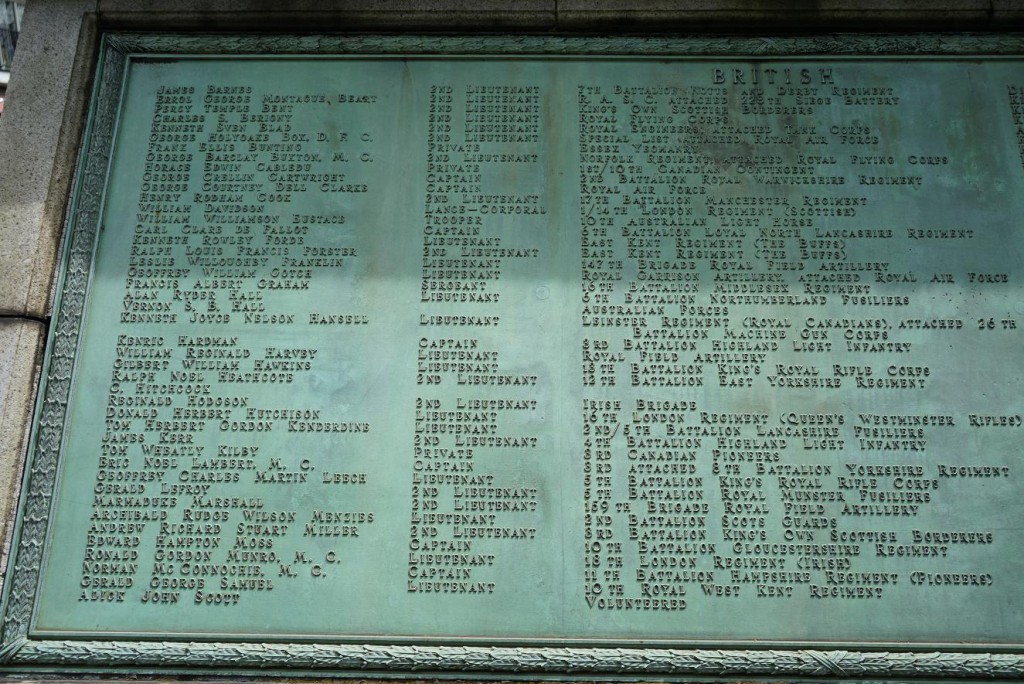 BRITISH
JAMES BARNES 2ND LIEUTENANT 7TH BATTALION NOTTS AND DERBY REGIMENT
ERROL GEORGE MONTAGUE BEART 2ND LIEUTENANT R. A. S. C. ATTACHED 228TH SIEGE BATTERY
PERCY TEMPLE BENT 2ND LIEUTENANT KING'S OWN SCOTTISH BORDERERS
CHARLES S. BERIGNY 2ND LIEUTENANT ROYAL FLYING CORPS
KENNETH SVEN BLAD 2ND LIEUTENANT ROYAL ENGINEERS, ATTACHED TANK CORPS
GEORGE HOLYOAKE BOX, D. F. C. 2ND LIEUTENANT SPECIAL LIST ATTACHED ROYAL AIR FORCE
FRANK ELLIS BUNTING PRIVATE ESSEX YEOMANRY
GEORGE BARCLAY BUXTON, M. C. 2ND LIEUTENANT NORFOLK REGIMENT, ATTACHED ROYAL FLYING CORPS
HORACE EDWIN CABLEDU PRIVATE 1ST/10TH CANADIAN CONTINGENT
GEORGE CRELLIN CARTWRIGHT CAPTAIN 2ND BATTALION ROYAL WARWICKSHIRE REGIMENT
GEORGE COURTNEY DELL CLARKE CAPTAIN ROYAL AIR FORCE
HENRY RODHAM COOK 2ND LIEUTENANT 17TH BATTALION MANCHESTER REGIMENT
WILLIAM DAVIDSON LANCE-CORPORAL 1/14TH LONDON REGIMENT (SCOTTISH)
WILLIAM WILLIAMSON EUSTACE TROOPER 10TH AUSTRALIAN LIGHT HORSE
CARL CLARE DE FALLOT CAPTAIN 6TH BATTALION LOYAL NORTH LANCASHIRE REGIMENT
KENNETH ROWLEY FORDE LIEUTENANT EAST KENT REGIMENT (THE BUFFS)
RALPH LOUIS FRANCIS FORSTER 2ND LIEUTENANT EAST KENT REGIMENT (THE BUFFS)
LESLIE WILLOUGHBY FRANKLIN LIEUTENANT 147TH BRIGADE ROYAL FIELD ARTILLERY
GEOFFREY WILLIAM GOTCH LIEUTENANT ROYAL GARRISON ARTILLERY, ATTACHED ROYAL AIR FORCE
FRANCIS ALBERT GRAHAM SERGEANT 16TH BATTALION MIDDLESEX REGIMENT
ALAN RYDER HALL LIEUTENANT 6TH BATTALION NORTHUMBERLAND FUSILIERS
VERNON S. B. HALL AUSTRALIAN FORCES
KENNETH JOYCE NELSON HANSELL LIEUTENANT LEINSTER REGIMENT (ROYAL CANADIANS), ATTACHED 26TH
BATTALION MACHINE GUN CORPS
KENRIC HARDMAN CAPTAIN 3RD BATTALION HIGHLAND LIGHT INFANTRY
WILLIAM REGINALD HARVEY LIEUTENANT ROYAL FIELD ARTILLERY
GILBERT WILLIAM HAWKINS LIEUTENANT 18TH BATTALION KING'S ROYAL RIFLE CORPS
RALPH NOEL HEATHCOTE 2ND LIEUTENANT 12TH BATTALION EAST YORKSHIRE REGIMENT
C. HITCHCOCK
REGINALD HODGSON 2ND LIEUTENANT IRISH BRIGADE
DONALD HERBERT HUTCHISON LIEUTENANT 16TH LONDON REGIMENT (QUEEN'S WESTMINSTER RIFLES)
TOM HERBERT GORDON KENDERDINE LIEUTENANT 2ND/5TH BATTALION LANCASHIRE FUSILIERS
JAMES KERR 2ND LIEUTENANT 4TH BATTALION HIGHLAND LIGHT INFANTRY
TOM WHEATLY KILBY PRIVATE 3RD CANADIAN PIONEERS
ERIC NOEL LAMBERT, M. C. CAPTAIN 3RD ATTACHED 8TH BATTALION YORKSHIRE REGIMENT
GEOFFREY CHARLES MARTIN LEECH LIEUTENANT 5TH BATTALION KING'S ROYAL RIFLE CORPS
GERALD LEFROY 2ND LIEUTENANT 5TH BATTALION ROYAL MUNSTER FUSILIERS
MARMADUKE MARSHALL 2ND LIEUTENANT 159TH BRIGADE ROYAL FIELD ARTILLERY
ARCHIBALD RUDGE WILSON MENZIES LIEUTENANT 2ND BATTALION SCOTS GUARDS
ANDREW RICHARD STUART MILLER 2ND LIEUTENANT 3RD BATTALION KING'S OWN SCOTTISH BORDERERS
EDWARD HAMPTON MOSS CAPTAIN 10TH BATTALION GLOUCESTERSHIRE REGIMENT
RONALD GORDON MUNRO, M. C. LIEUTENANT 18TH LONDON REGIMENT (IRISH)
NORMAN MCCONNOCHIE, M. C. CAPTAIN 11TH BATTALION HAMPSHIRE REGIMENT (PIONEERS)
GERALD GEORGE SAMUEL LIEUTENANT 10TH ROYAL WEST KENT REGIMENT
ALICK JOHN SCOTT VOLUNTEERED